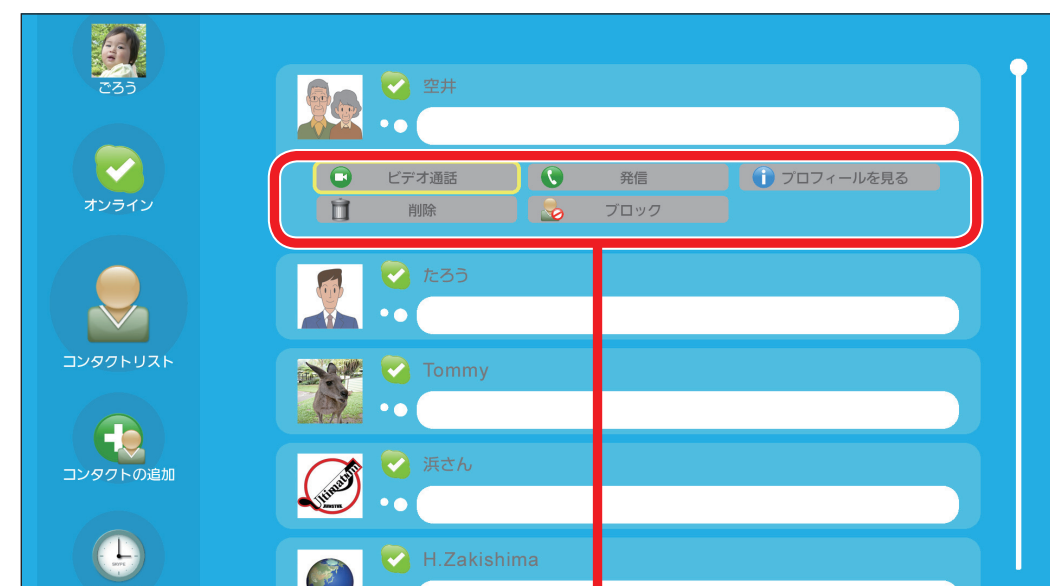 ごろう
オンライン
コンタクトリスト
コンタクトの追加
空井
ビデオ通話
発信
プロフィールを見る
削除
ブロック
たろう
Tommy
浜さん
Ultimatum
H.Zakishima